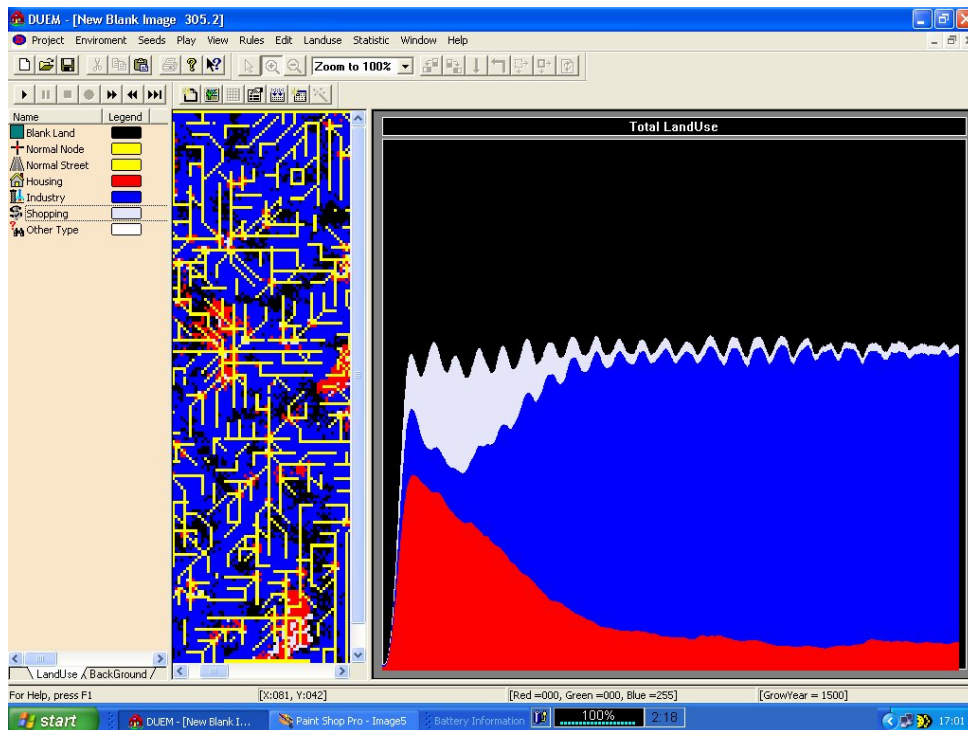 DUEM - [New Blank Image 305.2]
Project Enviroment Seeds Play View Rules Edit Landuse Statistic Window Help
Zoom to 100%
Name Legend
Blank Land
Normal Node
Normal Street
Housing
Industry
Shopping
Other Type
Total LandUse
LandUse BackGround
For Help, press F1 [X:081, Y:042] [Red =000, Green =000, Blue =255] [GrowYear = 1500]
start DUEM - [New Blank I... Paint Shop Pro - Image5 Battery Information 100% 2:18 17:01